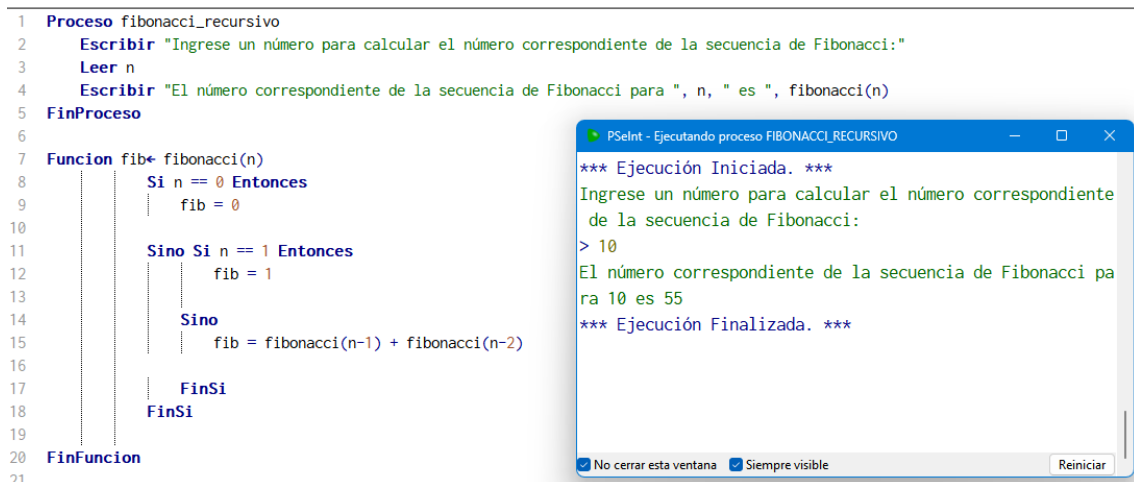 1 Proceso fibonacci_recursivo
2 Escribir "Ingrese un número para calcular el número correspondiente de la secuencia de Fibonacci:"
3 Leer n
4 Escribir "El número correspondiente de la secuencia de Fibonacci para ", n, " es ", fibonacci(n)
5 FinProceso
6
7 Funcion fib← fibonacci(n)
8 Si n == 0 Entonces
9 fib = 0
10
11 Sino Si n == 1 Entonces
12 fib = 1
13
14 Sino
15 fib = fibonacci(n-1) + fibonacci(n-2)
16
17 FinSi
18 FinSi
19
20 FinFuncion
21
PSeInt - Ejecutando proceso FIBONACCI_RECURSIVO
*** Ejecución Iniciada. ***
Ingrese un número para calcular el número correspondiente
de la secuencia de Fibonacci:
> 10
El número correspondiente de la secuencia de Fibonacci pa
ra 10 es 55
*** Ejecución Finalizada. ***
No cerrar esta ventana Siempre visible Reiniciar